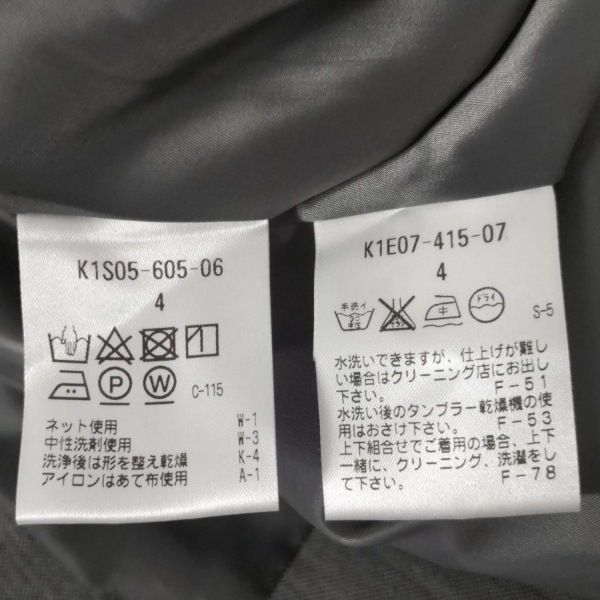 K1S05-605-06
4
P W C-115
ネット使用 W-1
中性洗剤使用 W-3
洗浄後は形を整え乾燥 K-4
アイロンはあて布使用 A-1
K1E07-415-07
4
手洗イ 中 ドライ S-5
水洗いできますが、仕上げが難し
い場合はクリーニング店にお出し
下さい。 F-51
水洗い後のタンブラー乾燥機の使
用はおさけ下さい。 F-53
上下組合せでご着用の場合、上下
一緒に、クリーニング、洗濯をし
て下さい。 F-78